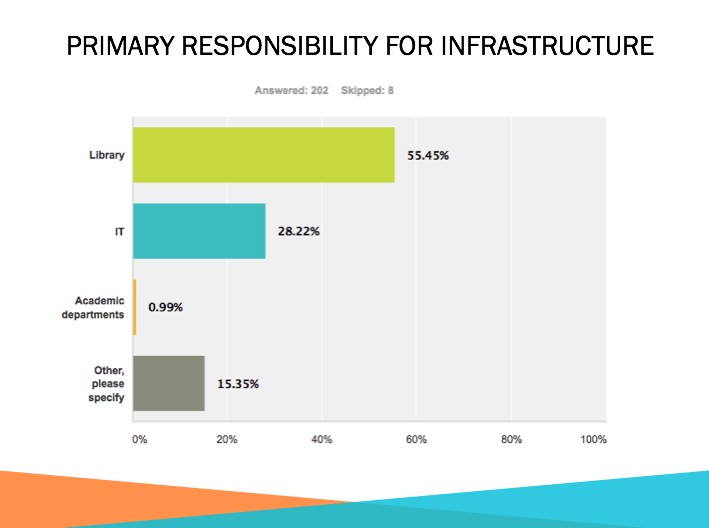 PRIMARY RESPONSIBILITY FOR INFRASTRUCTURE
Answered: 202 Skipped: 8
Library
55.45%
IT
28.22%
Academic
departments
0.99%
Other,
please
specify
15.35%
0% 20% 40% 60% 80% 100%